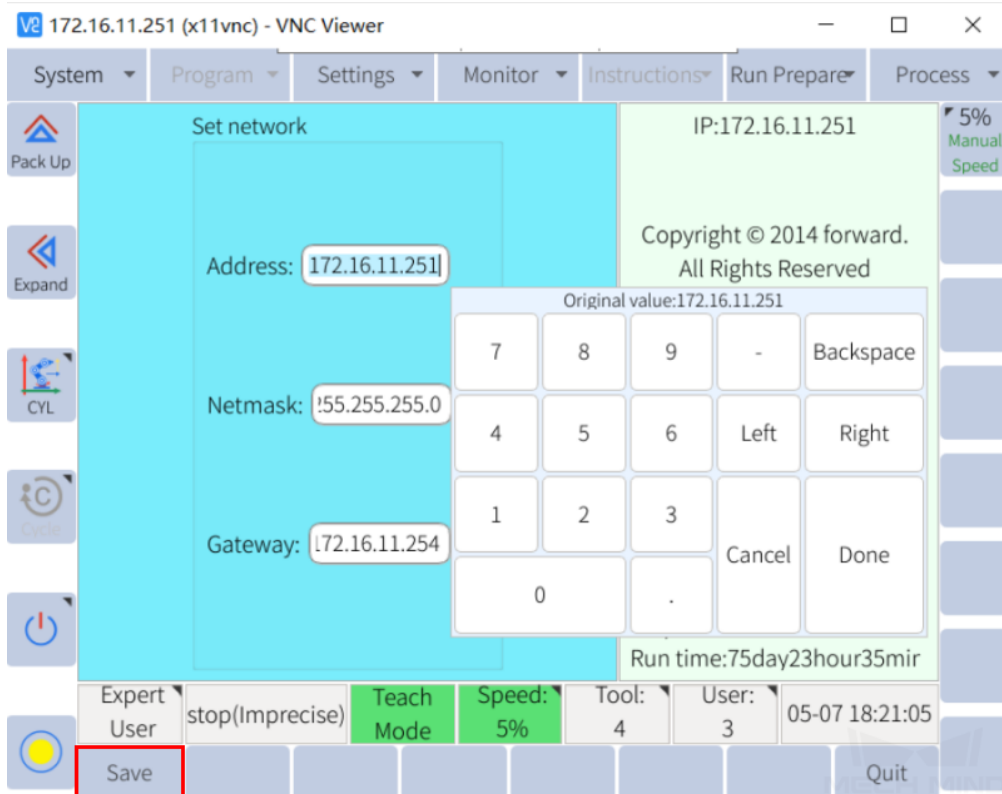 172.16.11.251 (x11vnc) - VNC Viewer
System Program Settings Monitor Instructions Run Prepare Process
Pack Up
Expand
CYL
Cycle
Set network
Address: 172.16.11.251
Netmask: 255.255.255.0
Gateway: 172.16.11.254
IP:172.16.11.251
Copyright © 2014 forward.
All Rights Reserved
Original value:172.16.11.251
7 8 9 - Backspace
4 5 6 Left Right
1 2 3 Cancel Done
0 .
Run time:75day23hour35mir
5%
Manual
Speed
Expert
User
stop(Imprecise)
Teach
Mode
Speed:
5%
Tool:
4
User:
3
05-07 18:21:05
Save
Quit
MECH MIND